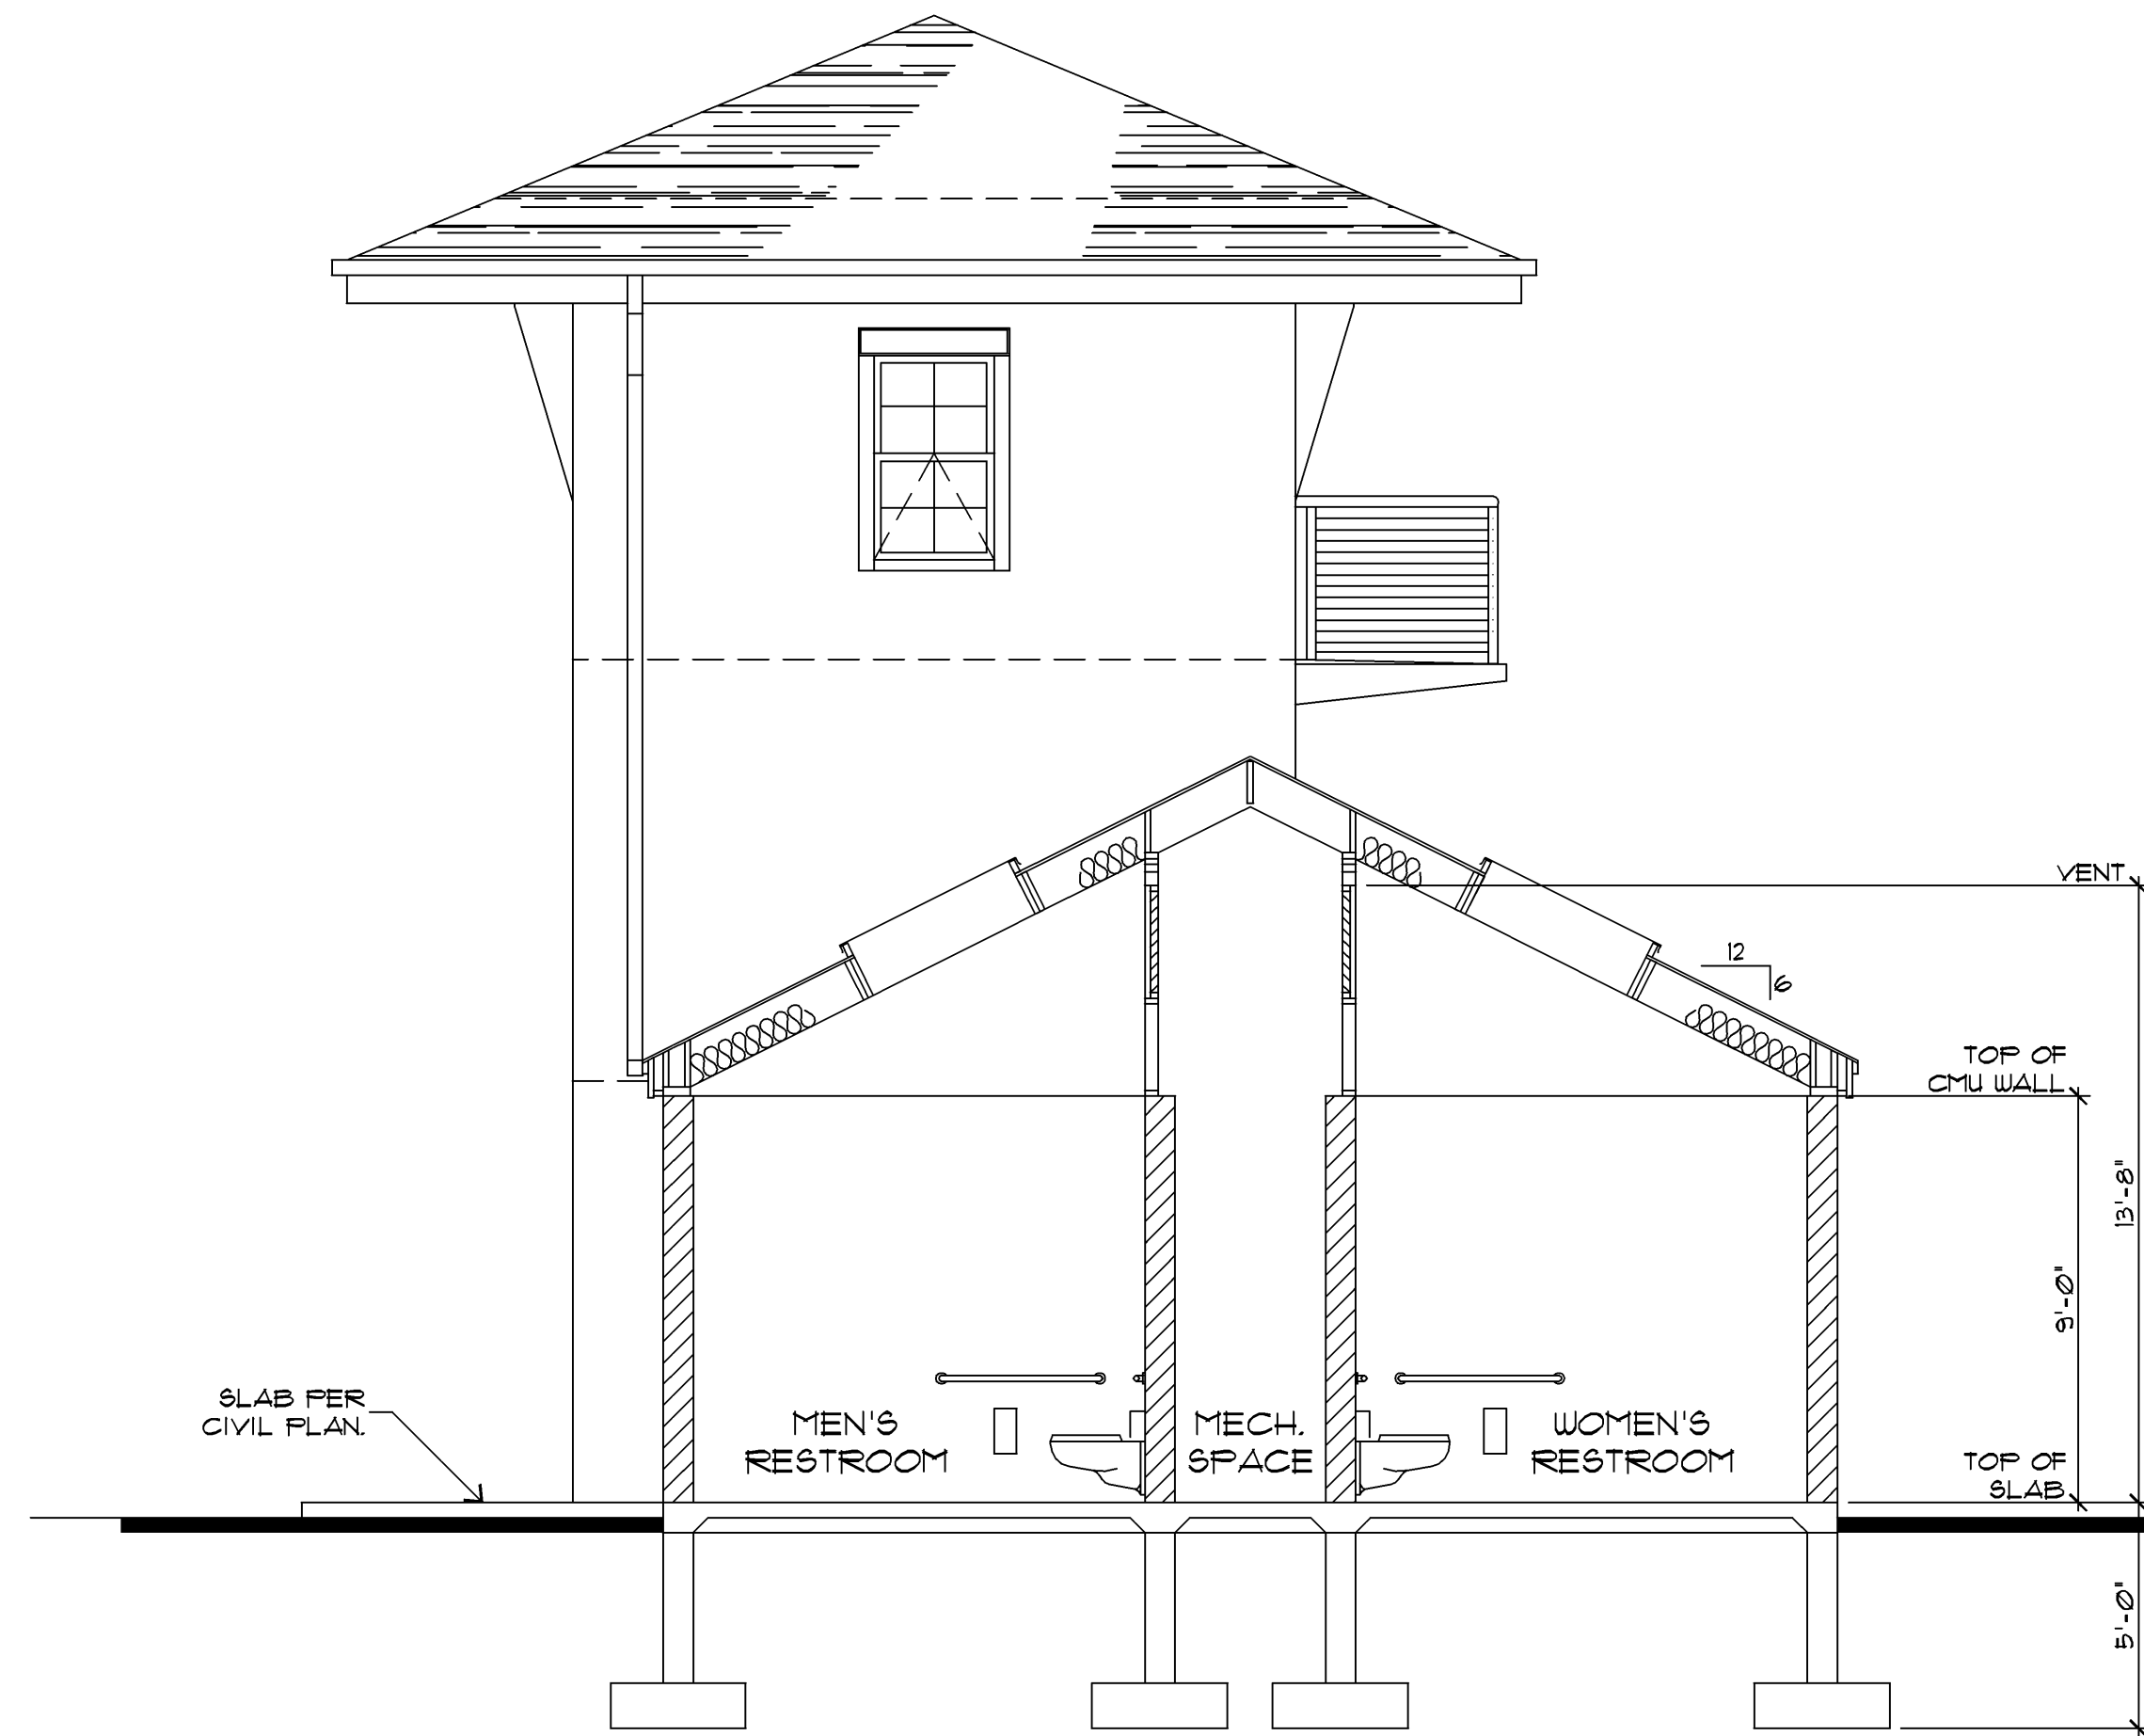 VENT
12
6
TOP OF
CMU WALL
13'-8"
9'-0"
SLAB PER
CIVIL PLAN.
MEN'S
RESTROOM
MECH.
SPACE
WOMEN'S
RESTROOM
TOP OF
SLAB
5'-0"